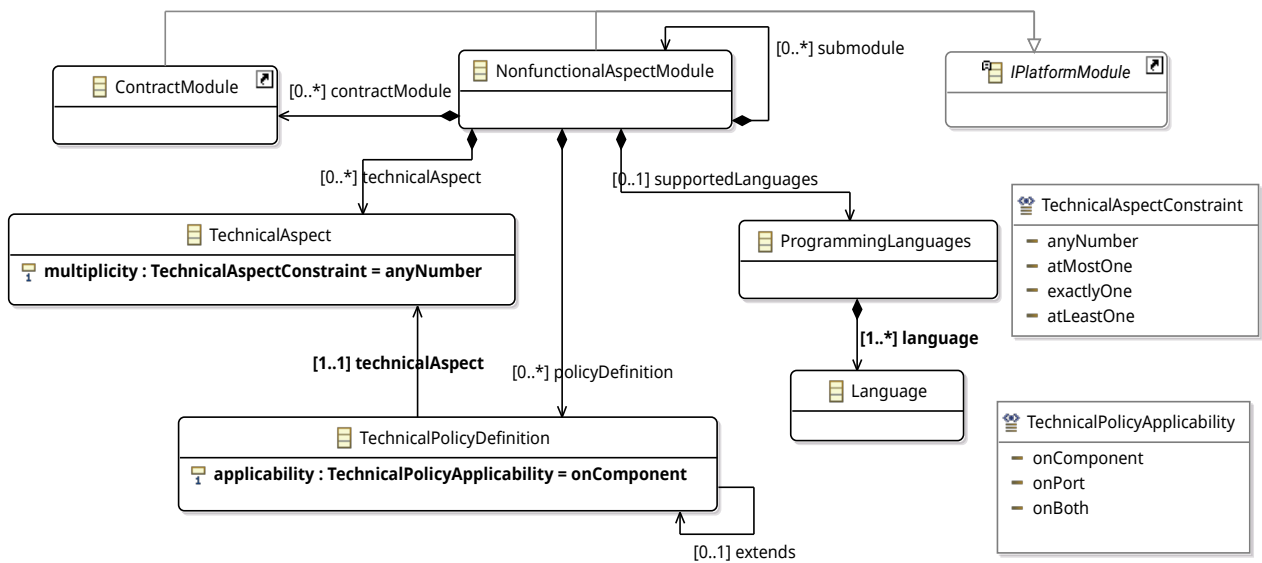 [0..*] submodule
ContractModule
NonfunctionalAspectModule
IPlatformModule
[0..*] contractModule
[0..*] technicalAspect
[0..1] supportedLanguages
TechnicalAspect
multiplicity : TechnicalAspectConstraint = anyNumber
1
ProgrammingLanguages
TechnicalAspectConstraint
anyNumber
atMostOne
exactlyOne
atLeastOne
[1..1] technicalAspect
[0..*] policyDefinition
[1..*] language
Language
TechnicalPolicyDefinition
applicability : TechnicalPolicyApplicability = onComponent
1
[0..1] extends
TechnicalPolicyApplicability
onComponent
onPort
onBoth